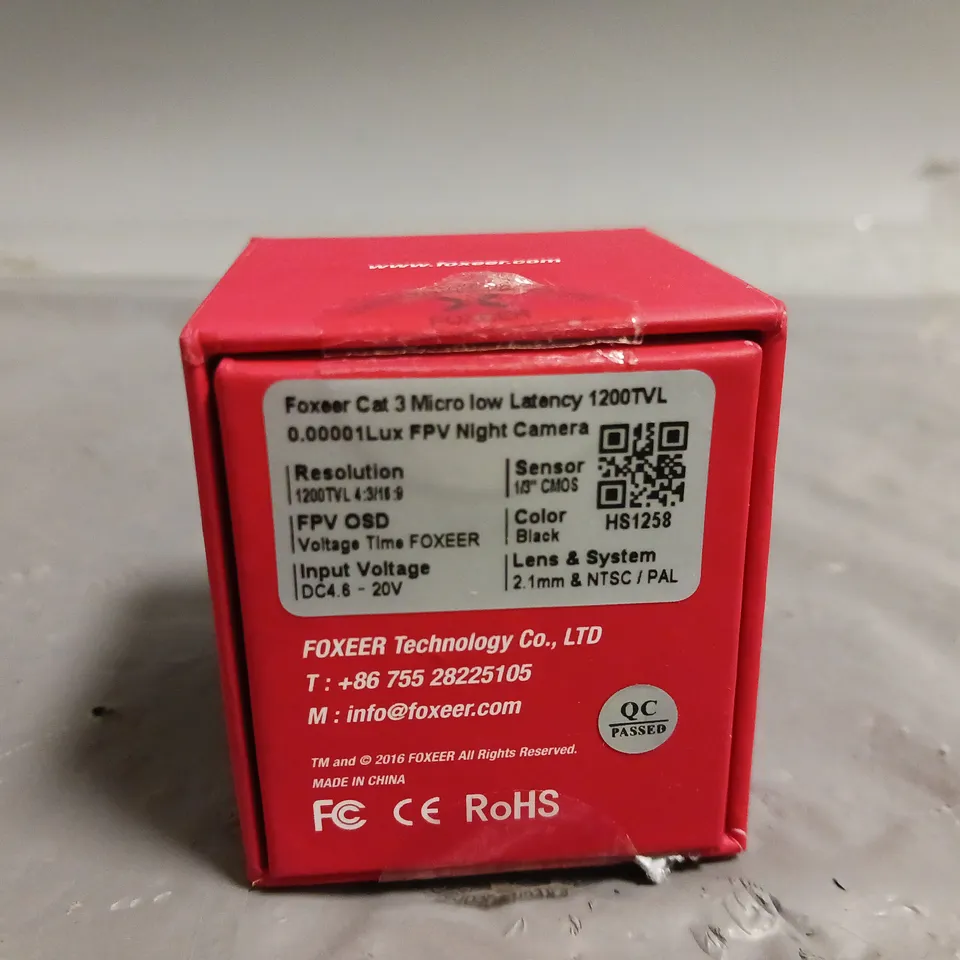 www.foxeer.com
Foxeer Cat 3 Micro low Latency 1200TVL
0.00001Lux FPV Night Camera
Resolution
1200TVL 4:3/16:9
Sensor
1/3" CMOS
FPV OSD
Voltage Time FOXEER
Color
Black
HS1258
Input Voltage
DC4.6 - 20V
Lens & System
2.1mm & NTSC / PAL
FOXEER Technology Co., LTD
T : +86 755 28225105
M : info@foxeer.com
QC
PASSED
TM and © 2016 FOXEER All Rights Reserved.
MADE IN CHINA
FC CE RoHS